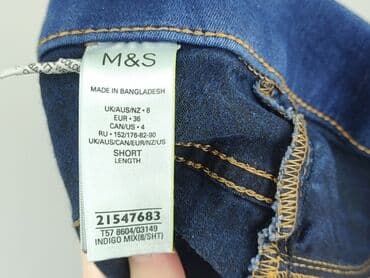 M&S
MADE IN BANGLADESH
UK/AUS/NZ • 8
EUR • 36
CAN/US • 4
RU • 152/176-82-90
UK/AUS/CAN/EUR/NZ/US
SHORT
LENGTH
21547683
T57 8604/03149
INDIGO MIX(8/SHT)